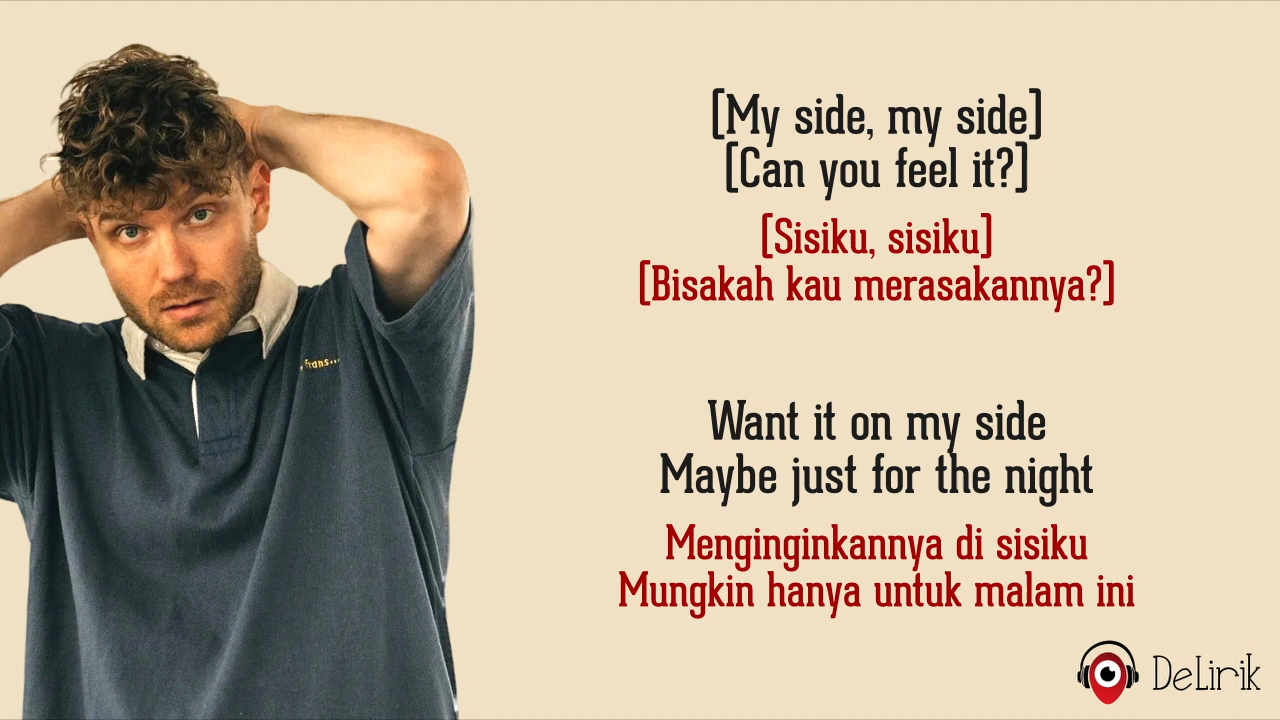 [My side, my side]
[Can you feel it?]
[Sisiku, sisiku]
[Bisakah kau merasakannya?]
Want it on my side
Maybe just for the night
Menginginkannya di sisiku
Mungkin hanya untuk malam ini
Frans...
DeLirik